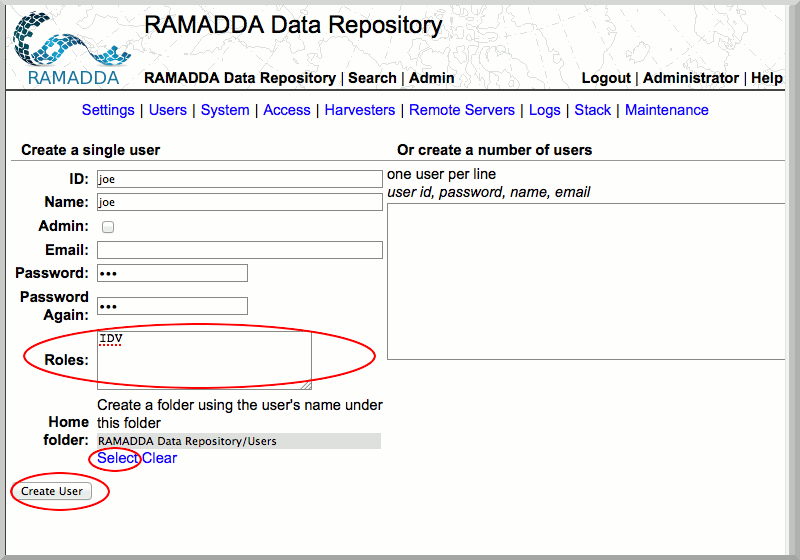 RAMADDA Data Repository
RAMADDA
RAMADDA Data Repository | Search | Admin
Logout | Administrator | Help
Settings | Users | System | Access | Harvesters | Remote Servers | Logs | Stack | Maintenance
Create a single user
ID: joe
Name: joe
Admin:
Email:
Password: •••
Password Again: •••
Roles: IDV
Home folder: Create a folder using the user's name under
this folder
RAMADDA Data Repository/Users
Select Clear
Create User
Or create a number of users
one user per line
user id, password, name, email